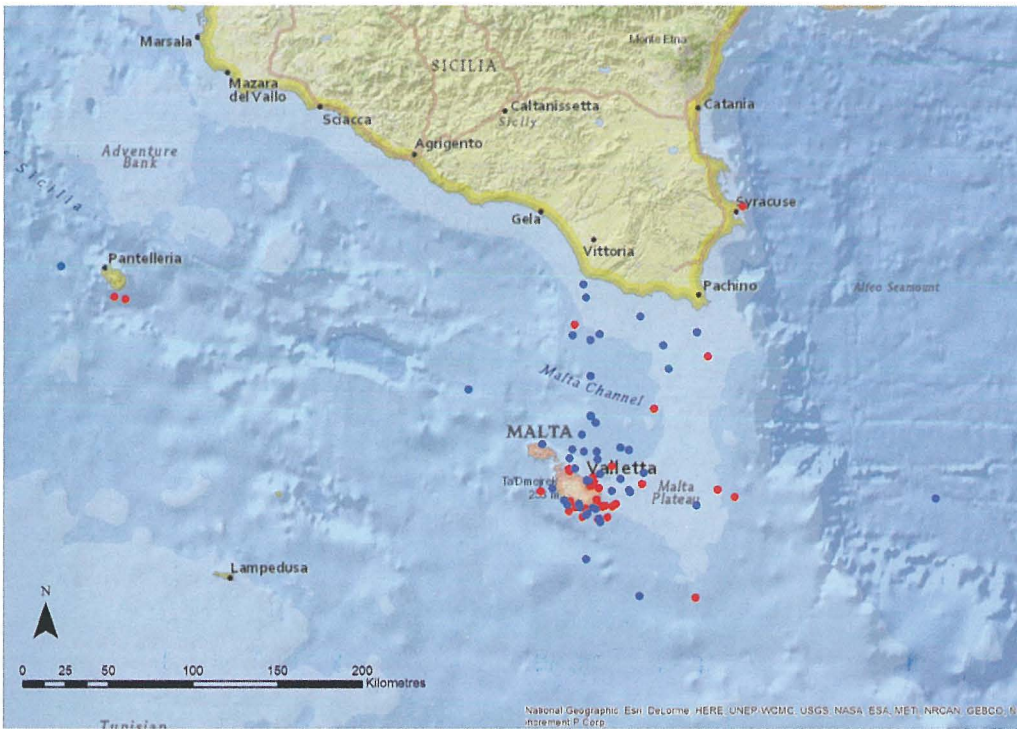 Marsala
Monte Etna
SICILIA
Mazara
del Vallo
Caltanissetta
Sicily
Catania
Sciacca
Adventure
Bank
Agrigento
Sicilia
Syracuse
Gela
Vittoria
Pantelleria
Pachino
Alfeo Seamount
Malta Channel
MALTA
Valletta
Malta
Plateau
Lampedusa
N
0 25 50 100 150 200
Kilometres
National Geographic, Esri, DeLorme, HERE, UNEP-WCMC, USGS, NASA, ESA, METI, NRCAN, GEBCO, N
increment P Corp.
Tunisian